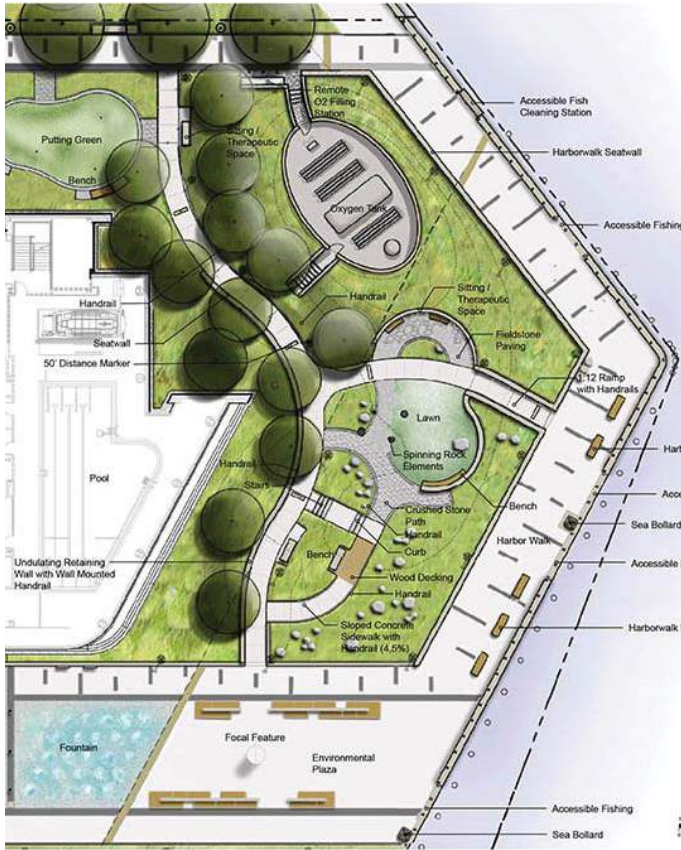 Remote
O2 Filling
Station
Accessible Fish
Cleaning Station
Putting Green
Sitting /
Therapeutic
Space
Harborwalk Seatwall
Bench
Oxygen Tank
Accessible Fishing
Handrail
Handrail
Sitting /
Therapeutic
Space
Seatwall
Fieldstone
Paving
50' Distance Marker
1:12 Ramp
with Handrails
Lawn
Handrail
Spinning Rock
Elements
Stairs
Pool
Bench
Crushed Stone
Path
Sea Bollard
Handrail
Harbor Walk
Curb
Bench
Undulating Retaining
Wall with Wall Mounted
Handrail
Accessible
Wood Decking
Handrail
Sloped Concrete
Sidewalk with
Handrail (4,5%)
Harborwalk
Fountain
Focal Feature
Environmental
Plaza
Accessible Fishing
Sea Bollard